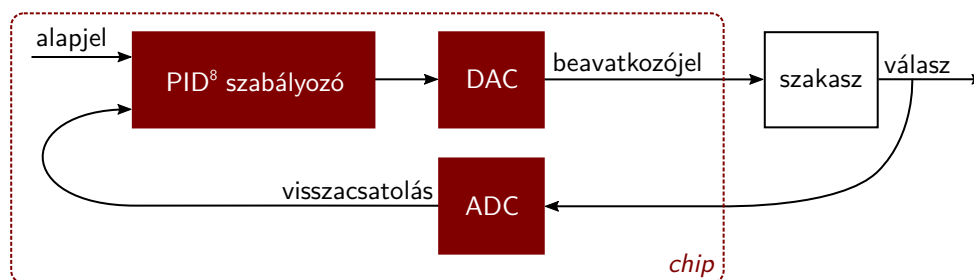 alapjel
PID⁸ szabályozó
DAC
beavatkozójel
szakasz
válasz
visszacsatolás
ADC
chip